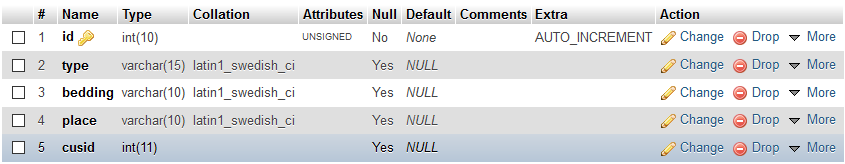 # Name Type Collation Attributes Null Default Comments Extra Action
1 id int(10) UNSIGNED No None AUTO_INCREMENT Change Drop More
2 type varchar(15) latin1_swedish_ci Yes NULL Change Drop More
3 bedding varchar(10) latin1_swedish_ci Yes NULL Change Drop More
4 place varchar(10) latin1_swedish_ci Yes NULL Change Drop More
5 cusid int(11) Yes NULL Change Drop More